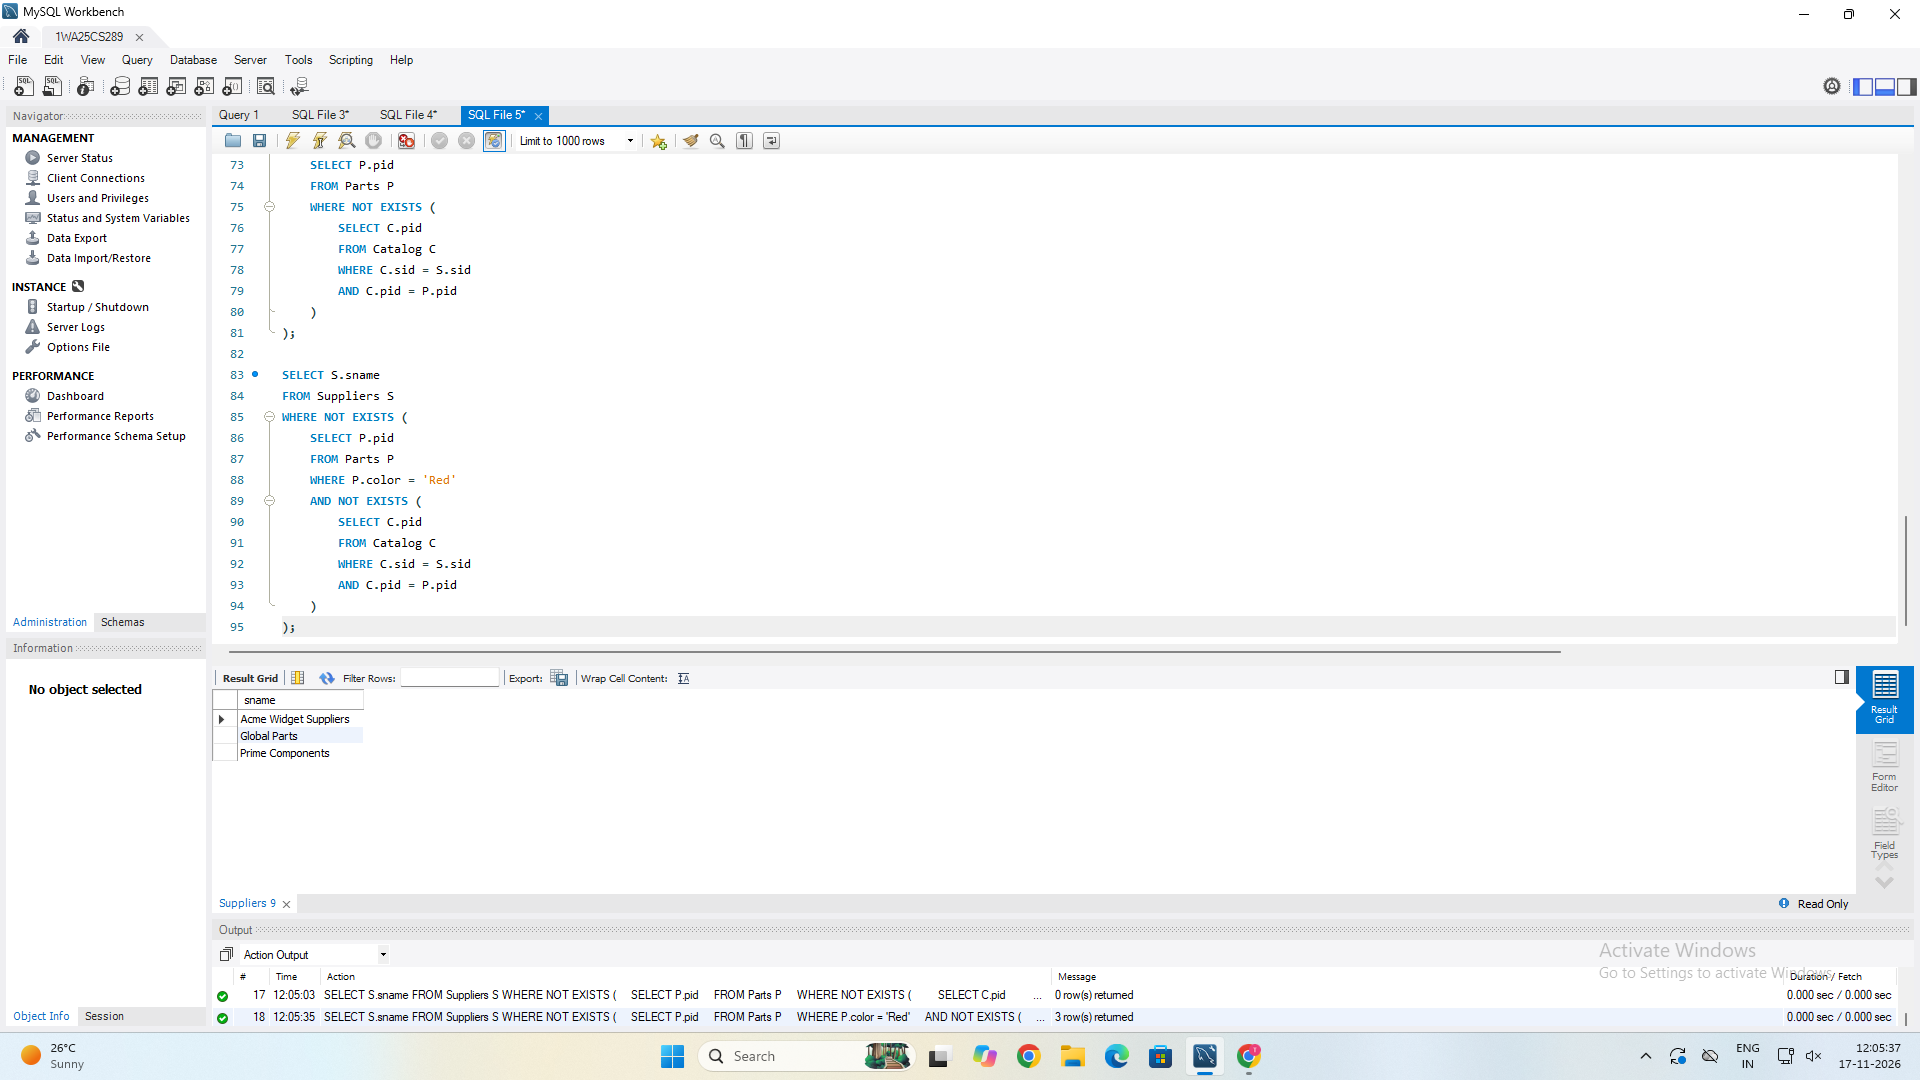 MySQL Workbench
1WA25CS289
File Edit View Query Database Server Tools Scripting Help
Navigator
MANAGEMENT
Server Status
Client Connections
Users and Privileges
Status and System Variables
Data Export
Data Import/Restore
INSTANCE
Startup / Shutdown
Server Logs
Options File
PERFORMANCE
Dashboard
Performance Reports
Performance Schema Setup
Administration Schemas
Information
No object selected
Object Info Session
Query 1 SQL File 3* SQL File 4* SQL File 5*
Limit to 1000 rows
73 SELECT P.pid
74 FROM Parts P
75 WHERE NOT EXISTS (
76 SELECT C.pid
77 FROM Catalog C
78 WHERE C.sid = S.sid
79 AND C.pid = P.pid
80 )
81 );
82
83 SELECT S.sname
84 FROM Suppliers S
85 WHERE NOT EXISTS (
86 SELECT P.pid
87 FROM Parts P
88 WHERE P.color = 'Red'
89 AND NOT EXISTS (
90 SELECT C.pid
91 FROM Catalog C
92 WHERE C.sid = S.sid
93 AND C.pid = P.pid
94 )
95 );
Result Grid Filter Rows: Export: Wrap Cell Content:
sname
Acme Widget Suppliers
Global Parts
Prime Components
Result
Grid
Form
Editor
Field
Types
Suppliers 9 Read Only
Output
Action Output
# Time Action Message Duration / Fetch
17 12:05:03 SELECT S.sname FROM Suppliers S WHERE NOT EXISTS ( SELECT P.pid FROM Parts P WHERE NOT EXISTS ( SELECT C.pid ... 0 row(s) returned 0.000 sec / 0.000 sec
18 12:05:35 SELECT S.sname FROM Suppliers S WHERE NOT EXISTS ( SELECT P.pid FROM Parts P WHERE P.color = 'Red' AND NOT EXISTS ( ... 3 row(s) returned 0.000 sec / 0.000 sec
Activate Windows
Go to Settings to activate Windows.
26°C
Sunny
Search
ENG
IN
12:05:37
17-11-2026